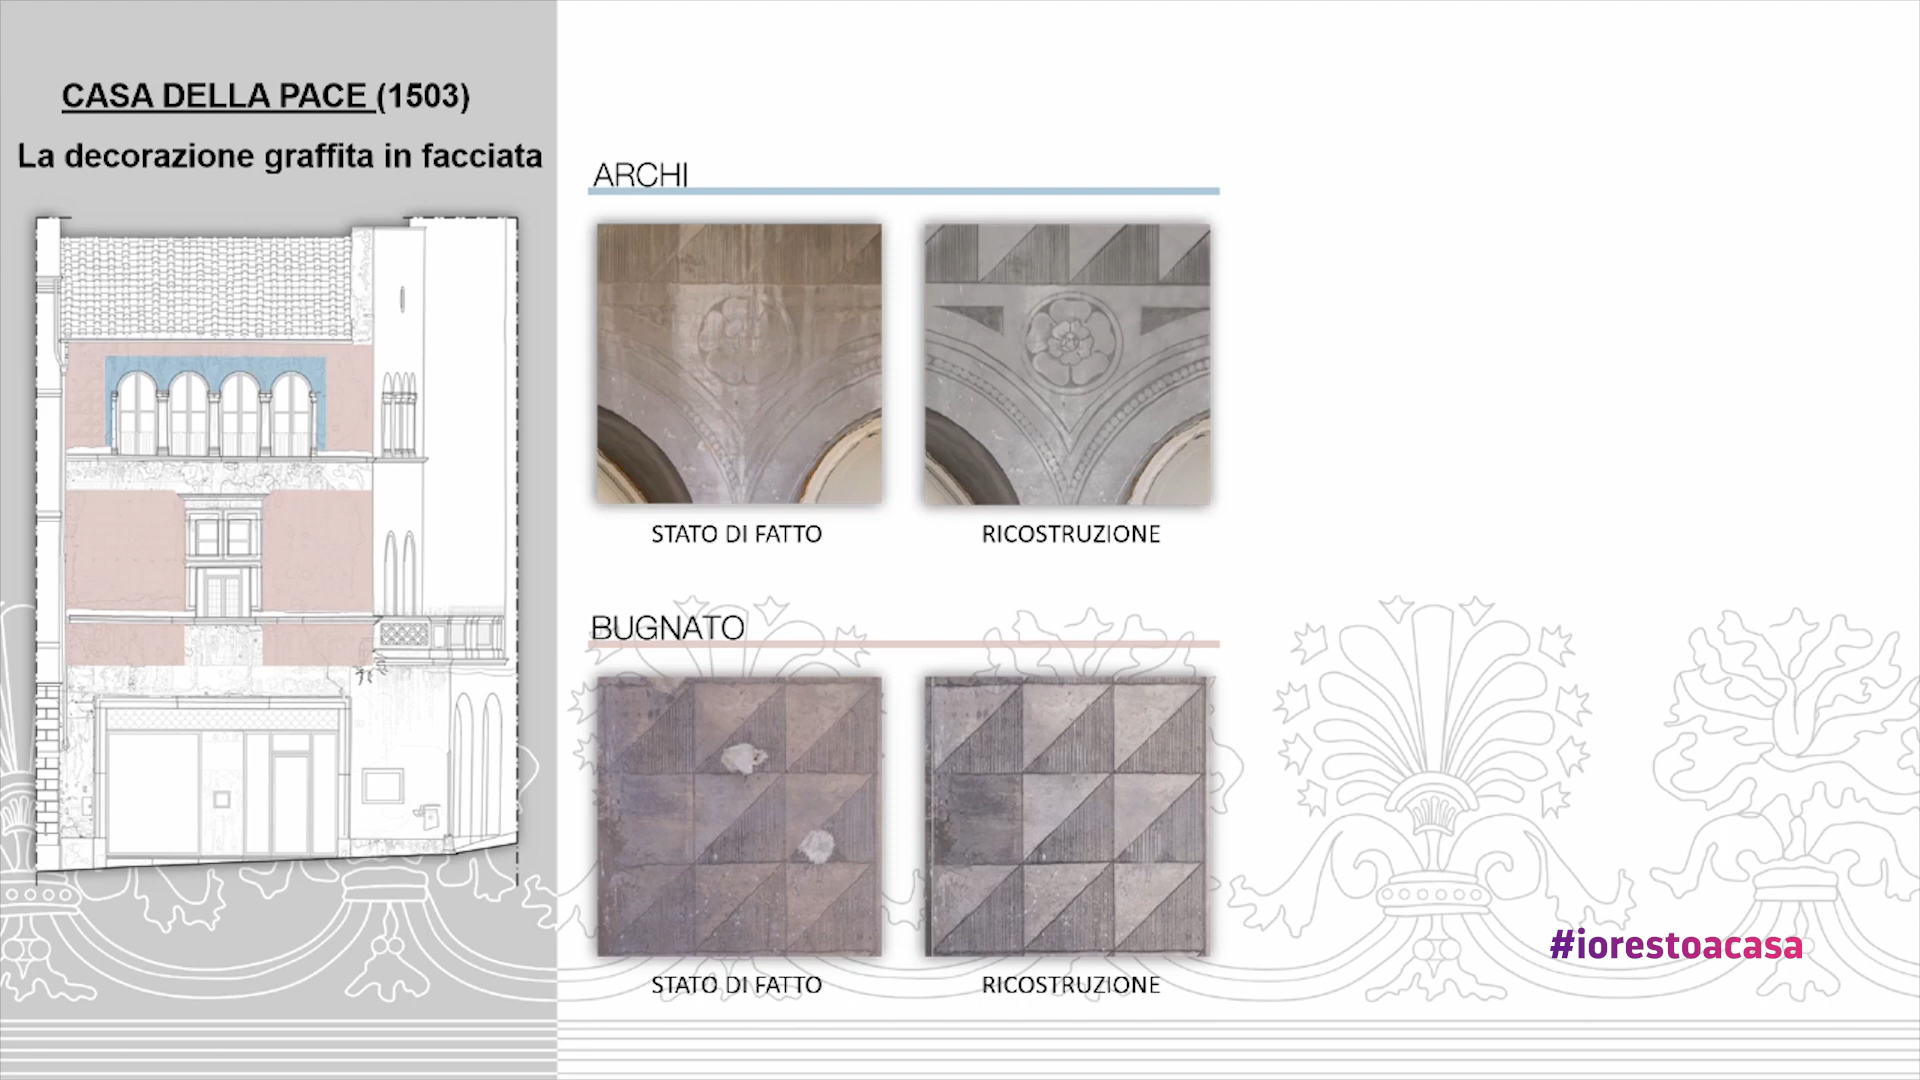 CASA DELLA PACE (1503)
La decorazione graffita in facciata
ARCHI
STATO DI FATTO
RICOSTRUZIONE
BUGNATO
STATO DI FATTO
RICOSTRUZIONE
#iorestoacasa